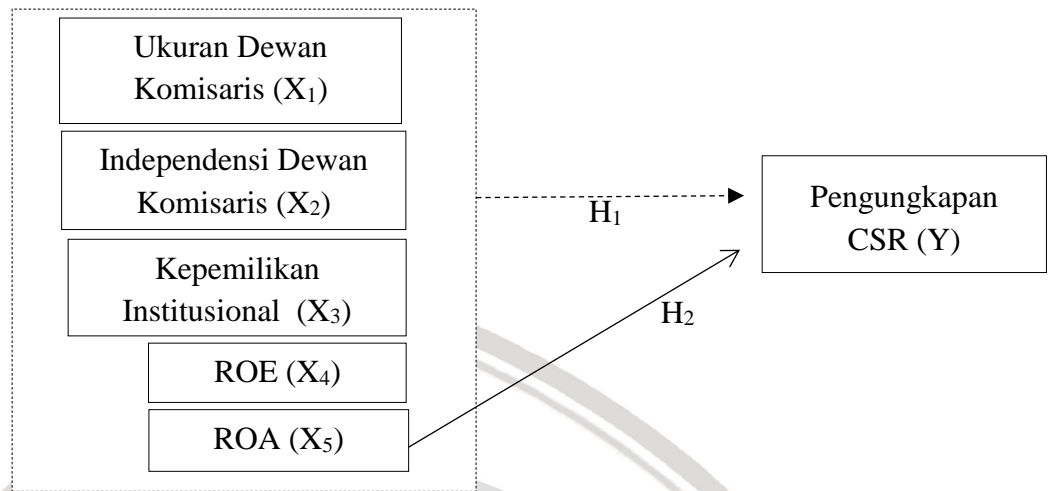 Ukuran Dewan
Komisaris (X₁)
Independensi Dewan
Komisaris (X₂)
Kepemilikan
Institusional (X₃)
ROE (X₄)
ROA (X₅)
H₁
H₂
Pengungkapan
CSR (Y)